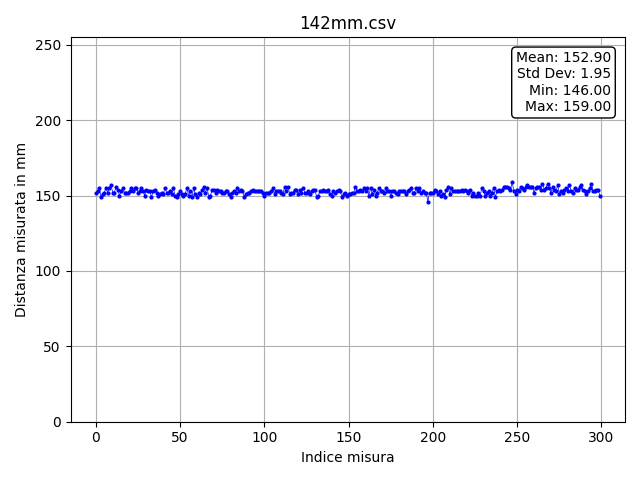 142mm.csv
Mean: 152.90
Std Dev: 1.95
Min: 146.00
Max: 159.00
Distanza misurata in mm
250
200
150
100
50
0
0 50 100 150 200 250 300
Indice misura